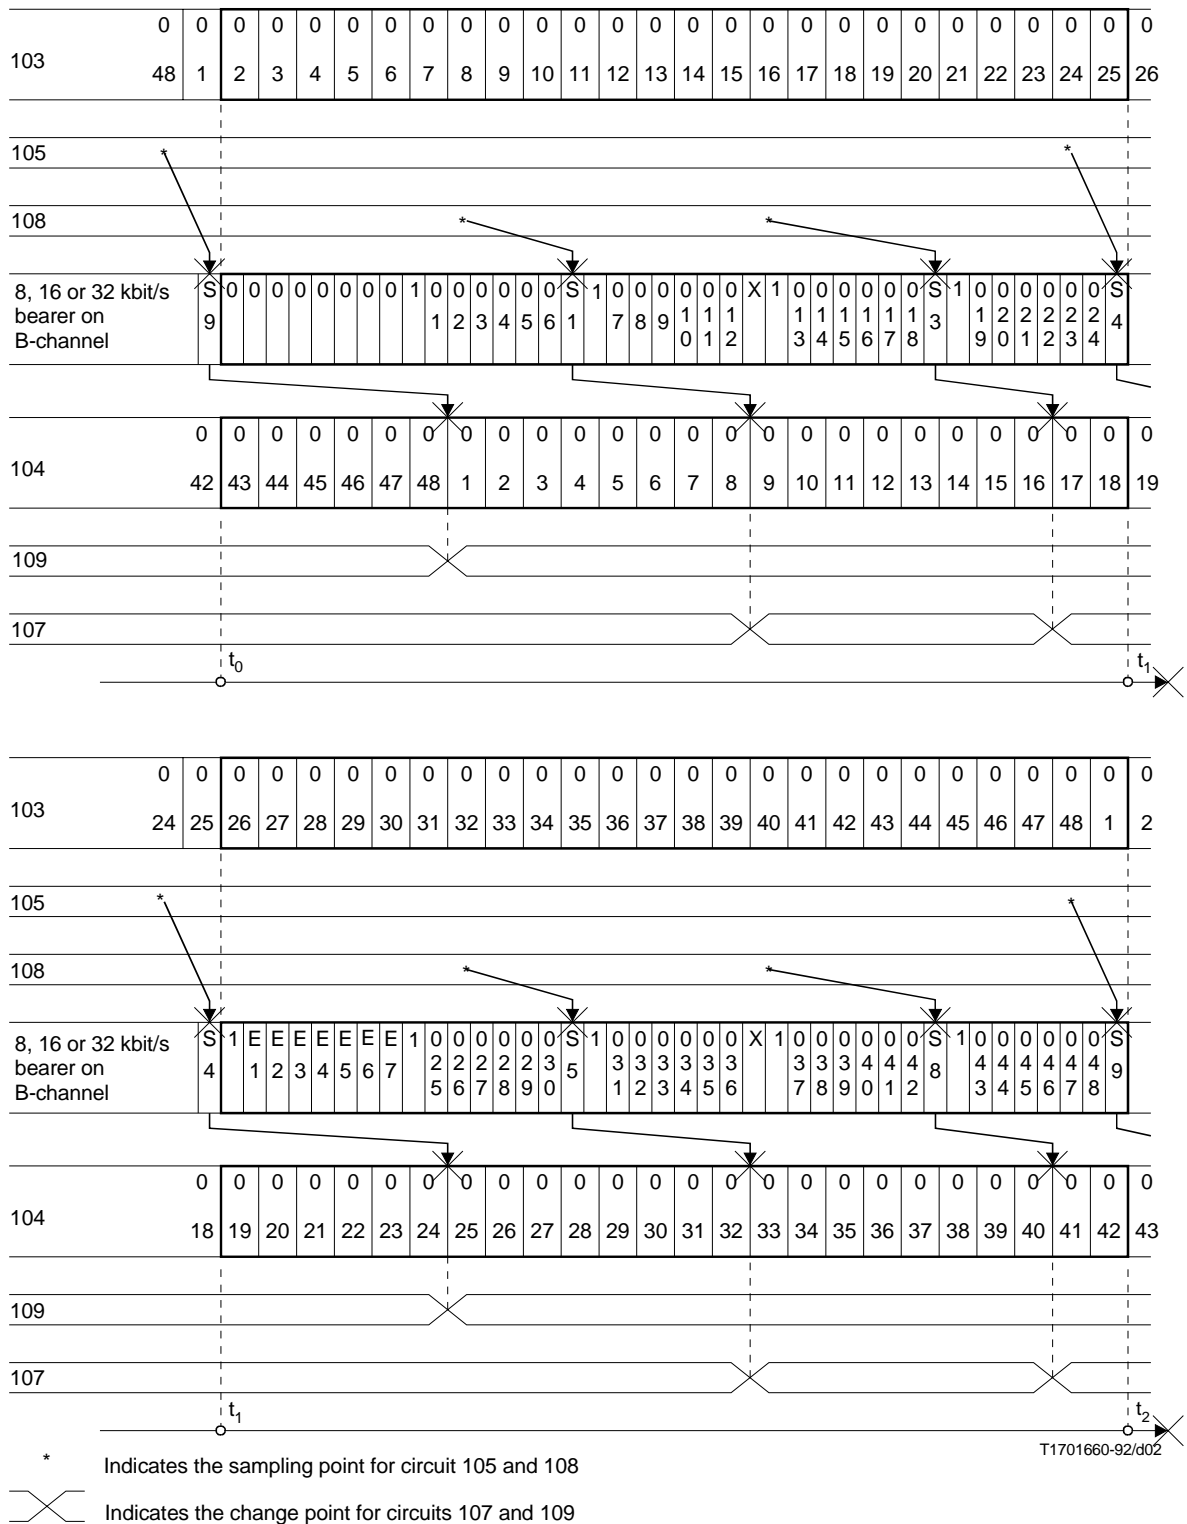 0 0 0 0 0 0 0 0 0 0 0 0 0 0 0 0 0 0 0 0 0 0 0 0 0 0 0
103
48 1 2 3 4 5 6 7 8 9 10 11 12 13 14 15 16 17 18 19 20 21 22 23 24 25 26
105
* *
108
* *
8, 16 or 32 kbit/s
bearer on
B-channel
S 0 0 0 0 0 0 0 0 1 0 0 0 0 0 0 S 1 0 0 0 0 0 0 X 1 0 0 0 0 0 0 S 1 0 0 0 0 0 0 S
9 1 2 3 4 5 6 1 7 8 9 10 11 12 13 14 15 16 17 18 3 19 20 21 22 23 24 4
0 0 0 0 0 0 0 0 0 0 0 0 0 0 0 0 0 0 0 0 0 0 0 0 0 0
104
42 43 44 45 46 47 48 1 2 3 4 5 6 7 8 9 10 11 12 13 14 15 16 17 18 19
109
107
t0 t1
0 0 0 0 0 0 0 0 0 0 0 0 0 0 0 0 0 0 0 0 0 0 0 0 0 0 0
103
24 25 26 27 28 29 30 31 32 33 34 35 36 37 38 39 40 41 42 43 44 45 46 47 48 1 2
105
* *
108
* *
8, 16 or 32 kbit/s
bearer on
B-channel
S 1 E E E E E E E 1 0 0 0 0 0 0 S 1 0 0 0 0 0 0 X 1 0 0 0 0 0 0 S 1 0 0 0 0 0 0 S
4 1 2 3 4 5 6 7 25 26 27 28 29 30 5 31 32 33 34 35 36 37 38 39 40 41 42 8 43 44 45 46 47 48 9
0 0 0 0 0 0 0 0 0 0 0 0 0 0 0 0 0 0 0 0 0 0 0 0 0 0
104
18 19 20 21 22 23 24 25 26 27 28 29 30 31 32 33 34 35 36 37 38 39 40 41 42 43
109
107
t1 t2
T1701660-92/d02
* Indicates the sampling point for circuit 105 and 108
Indicates the change point for circuits 107 and 109